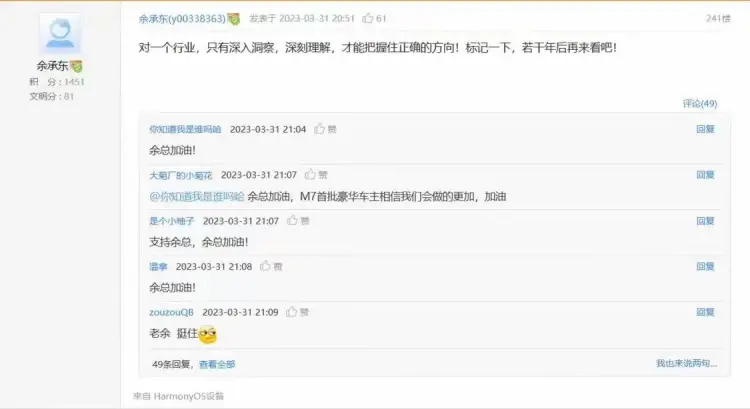 余承东(y00338363) 发表于 2023-03-31 20:51 61
241楼
余承东
积 分：1451
文明分：81
对一个行业，只有深入洞察，深刻理解，才能把握住正确的方向！标记一下，若干年后再来看吧！
评论(49)
你知道我是谁吗哈 2023-03-31 21:04 赞 回复
余总加油！
大菊厂的小菊花 2023-03-31 21:07 赞 回复
@你知道我是谁吗哈 余总加油，M7首批豪华车主相信我们会做的更加，加油
是个小柚子 2023-03-31 21:07 赞 回复
支持余总，余总加油！
温拿 2023-03-31 21:08 赞 回复
余总加油！
zouzouQB 2023-03-31 21:09 赞 回复
老余 挺住
49条回复，查看全部
我也来说两句...
来自 HarmonyOS设备